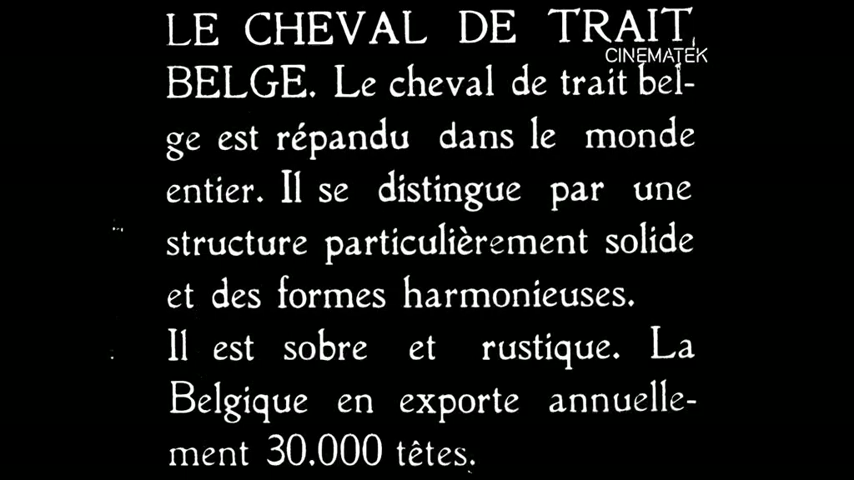 LE CHEVAL DE TRAIT
CINEMATEK
BELGE. Le cheval de trait bel-
ge est répandu dans le monde
entier. Il se distingue par une
structure particulièrement solide
et des formes harmonieuses.
Il est sobre et rustique. La
Belgique en exporte annuelle-
ment 30.000 têtes.